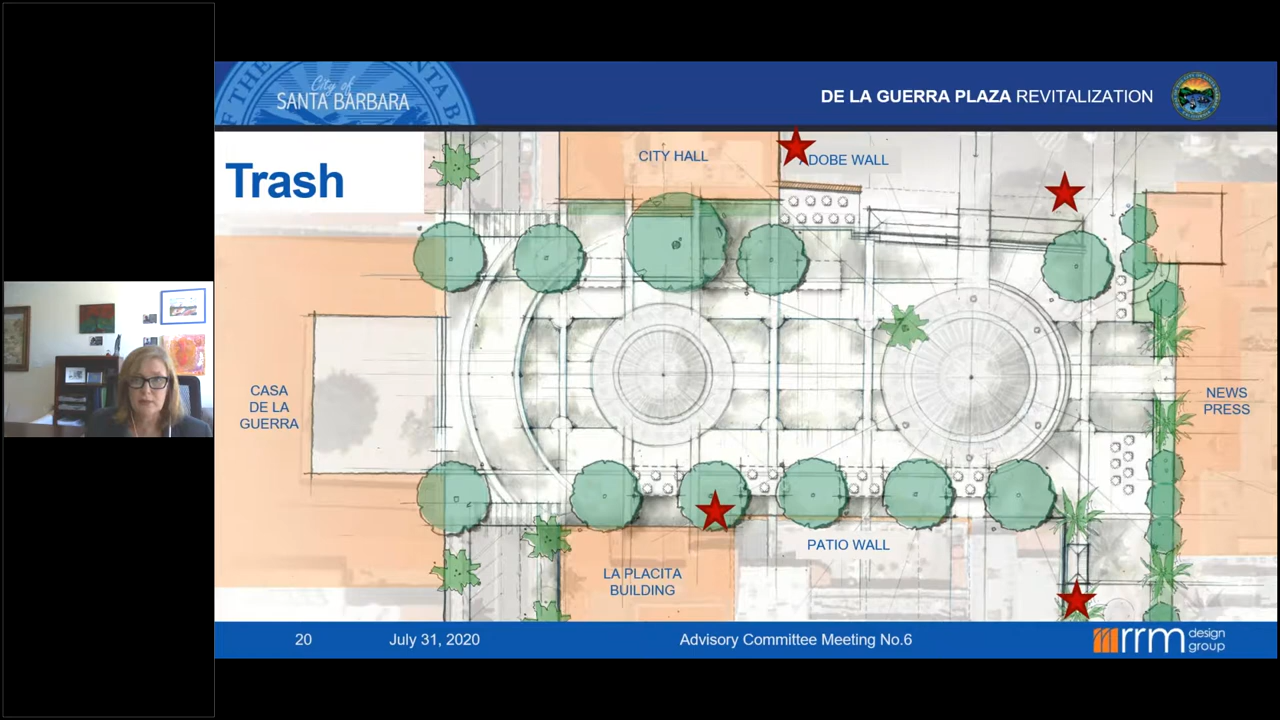 City of
SANTA BARBARA
DE LA GUERRA PLAZA REVITALIZATION
Trash
CITY HALL
ADOBE WALL
CASA
DE LA
GUERRA
NEWS
PRESS
PATIO WALL
LA PLACITA
BUILDING
20
July 31, 2020
Advisory Committee Meeting No.6
rrm
design
group